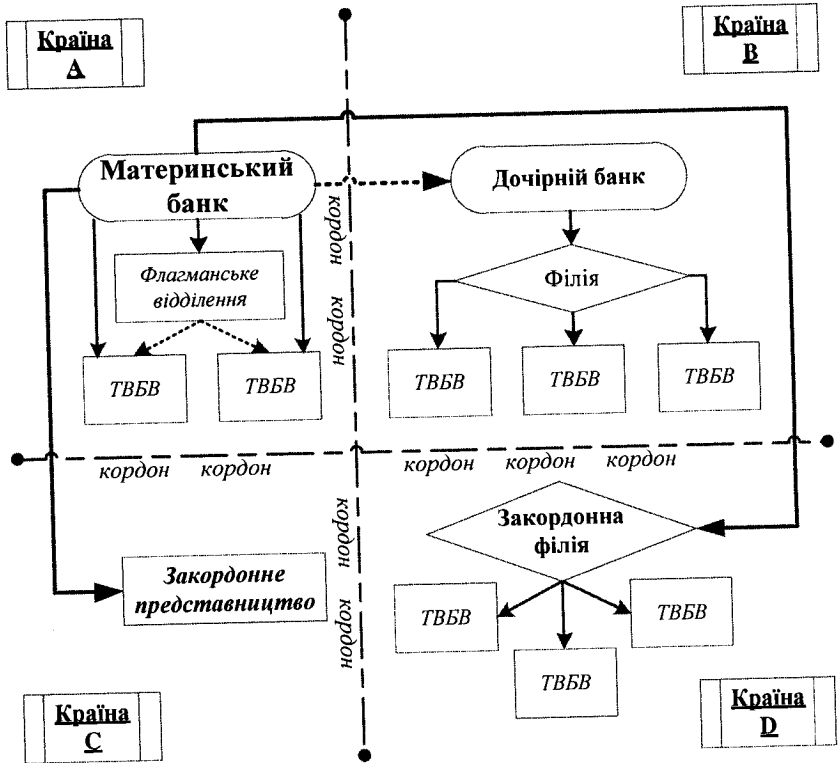 Країна
A
Країна
B
Материнський
банк
Дочірній банк
кордон
кордон
Флагманське
відділення
Філія
ТВБВ
ТВБВ
ТВБВ
ТВБВ
ТВБВ
кордон
кордон
кордон
кордон
кордон
Закордонна
філія
кордон
кордон
Закордонне
представництво
ТВБВ
ТВБВ
ТВБВ
Країна
C
Країна
D